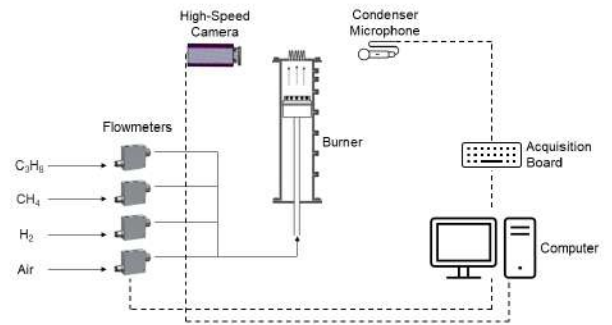 High-Speed
Camera
Condenser
Microphone
Flowmeters
Burner
Acquisition
Board
C₃H₈
CH₄
H₂
Air
Computer